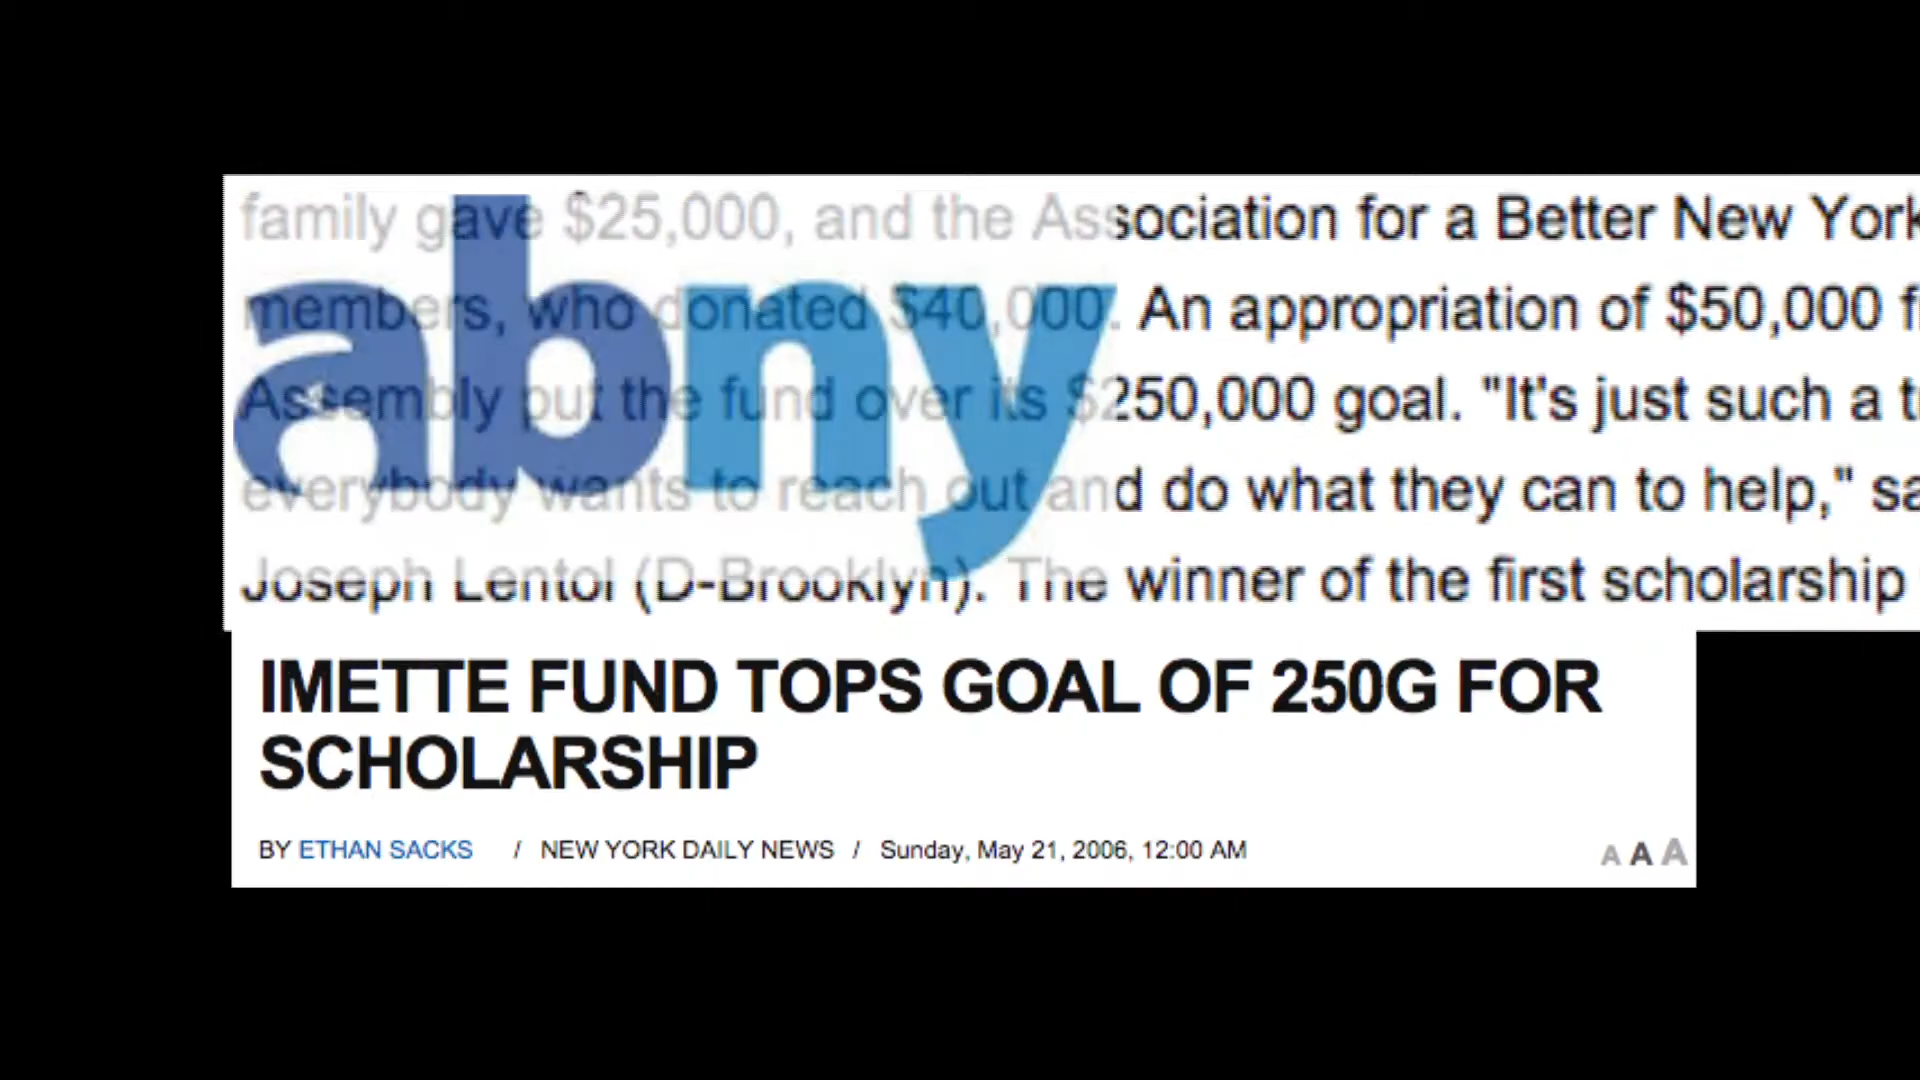 family gave $25,000, and the Association for a Better New York
members, who donated $40,000. An appropriation of $50,000
Assembly put the fund over its $250,000 goal. "It's just such a
everybody wants to reach out and do what they can to help,"
Joseph Lentol (D-Brooklyn). The winner of the first scholarship
abny
IMETTE FUND TOPS GOAL OF 250G FOR
SCHOLARSHIP
BY ETHAN SACKS / NEW YORK DAILY NEWS / Sunday, May 21, 2006, 12:00 AM
A A A